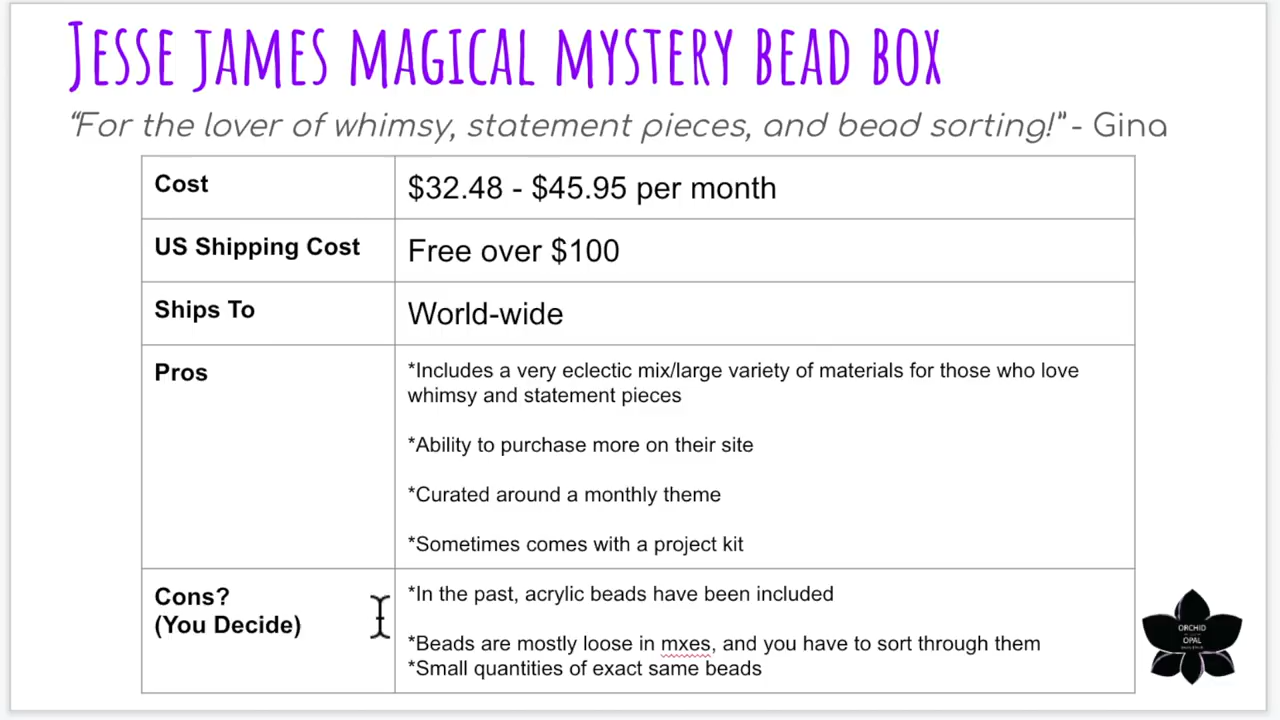 Jesse James Magical Mystery Bead Box
“For the lover of whimsy, statement pieces, and bead sorting!” - Gina
Cost
$32.48 - $45.95 per month
US Shipping Cost
Free over $100
Ships To
World-wide
Pros
*Includes a very eclectic mix/large variety of materials for those who love
whimsy and statement pieces
*Ability to purchase more on their site
*Curated around a monthly theme
*Sometimes comes with a project kit
Cons?
(You Decide)
*In the past, acrylic beads have been included
*Beads are mostly loose in mxes, and you have to sort through them
*Small quantities of exact same beads
ORCHID
OPAL